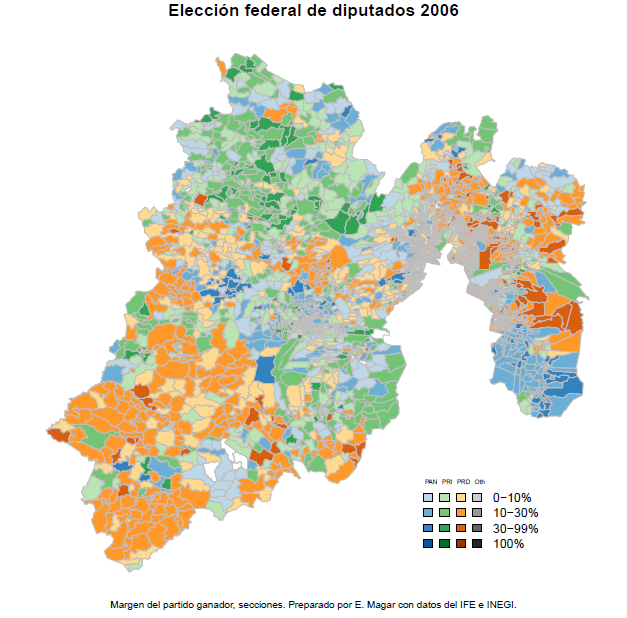 Elección federal de diputados 2006
PAN PRI PRD Oth
0−10%
10−30%
30−99%
100%
Margen del partido ganador, secciones. Preparado por E. Magar con datos del IFE e INEGI.